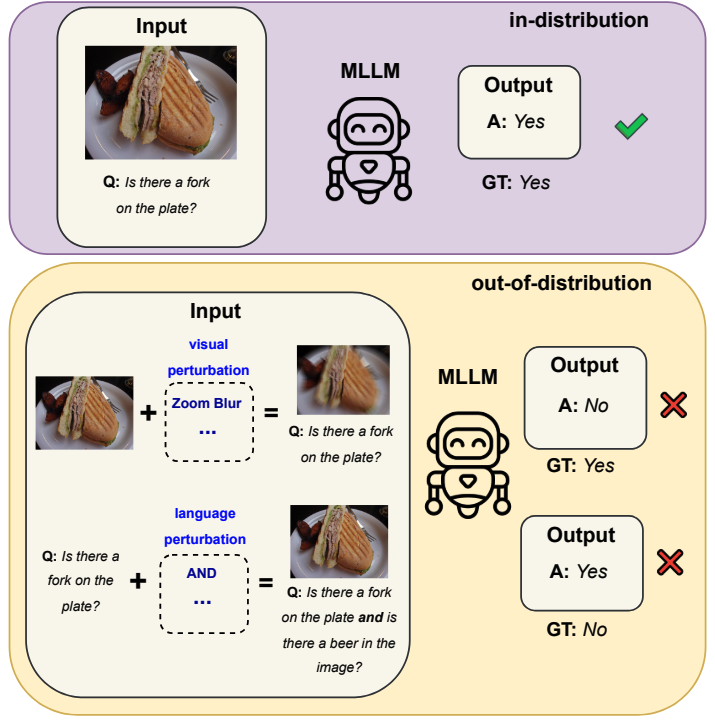 in-distribution
Input
Q: Is there a fork
on the plate?
MLLM
Output
A: Yes
GT: Yes
out-of-distribution
Input
visual
perturbation
+
Zoom Blur
...
=
Q: Is there a fork
on the plate?
language
perturbation
Q: Is there a
fork on the
plate?
+
AND
...
=
Q: Is there a fork
on the plate and is
there a beer in the
image?
MLLM
Output
A: No
GT: Yes
Output
A: Yes
GT: No